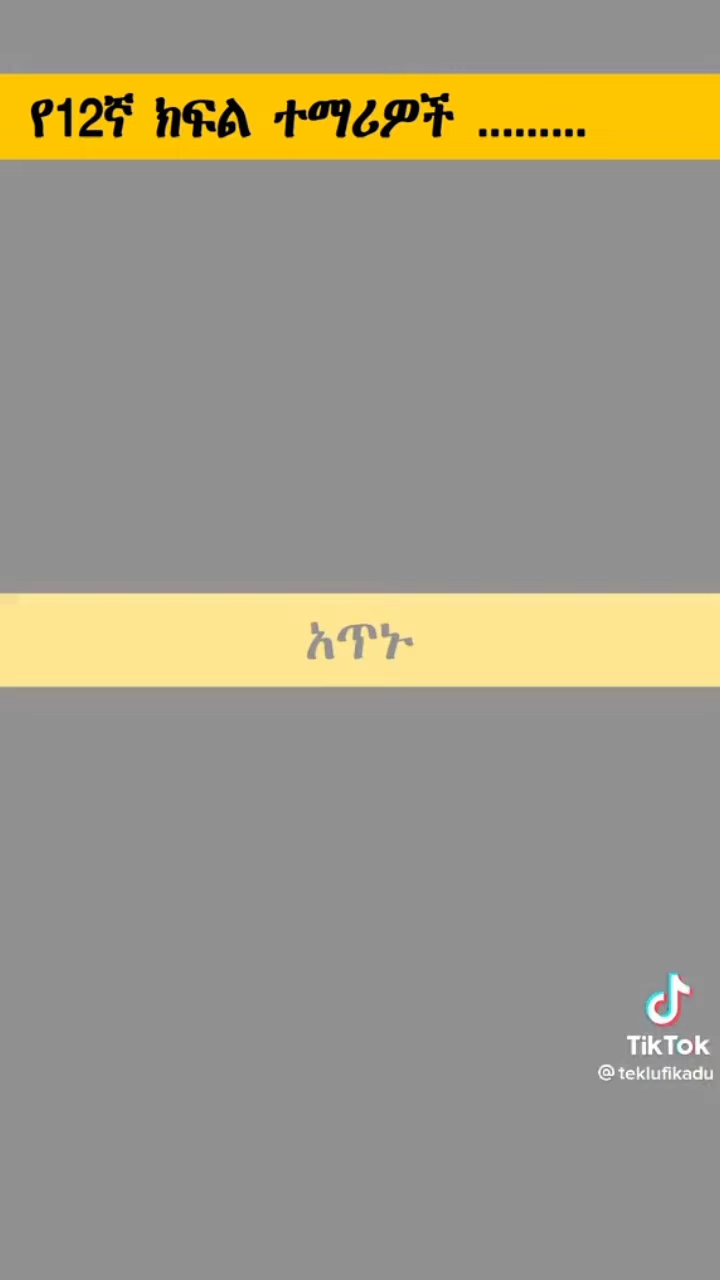 የ12ኛ ክፍል ተማሪዎች .........
አጥኑ
TikTok
@teklufikadu